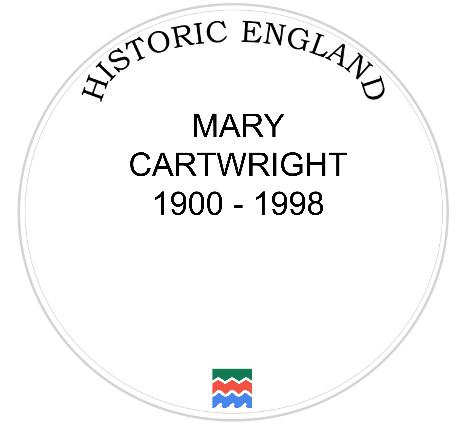 HISTORIC ENGLAND
MARY
CARTWRIGHT
1900 - 1998